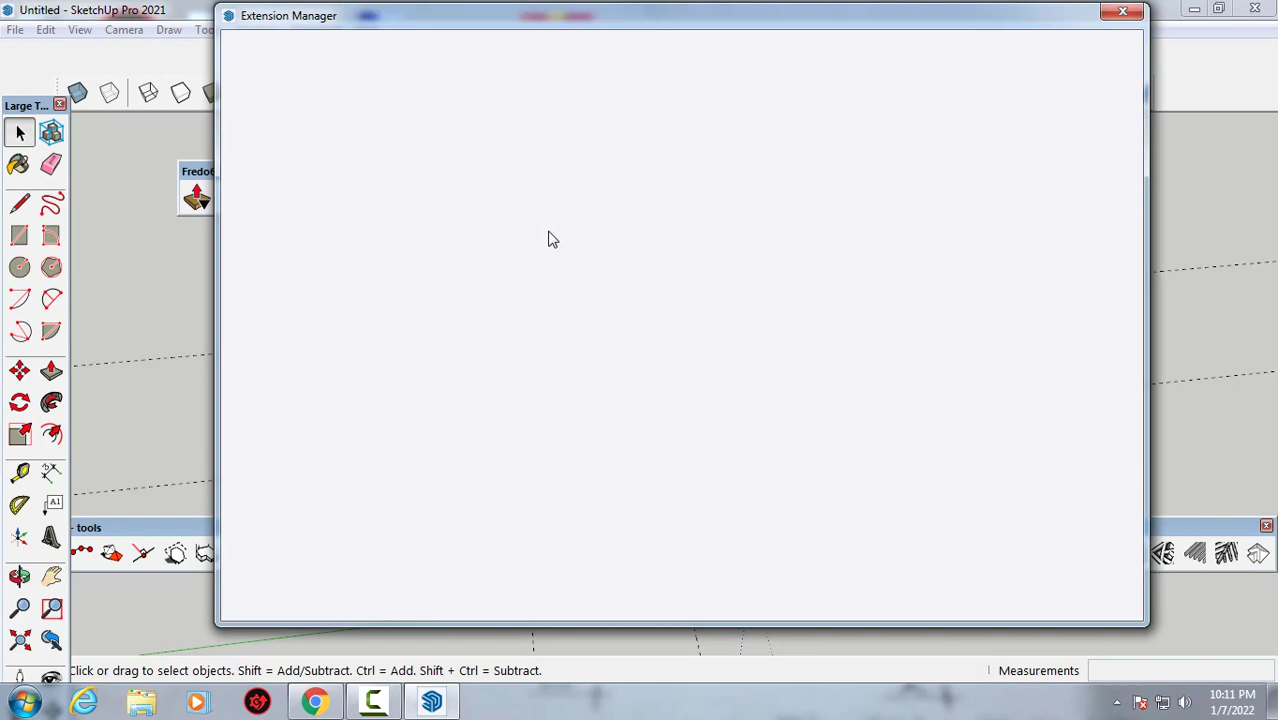 Untitled - SketchUp Pro 2021
Extension Manager
File Edit View Camera Draw
Large T...
A1
- tools
Click or drag to select objects. Shift = Add/Subtract. Ctrl = Add. Shift + Ctrl = Subtract.
Measurements
10:11 PM
1/7/2022